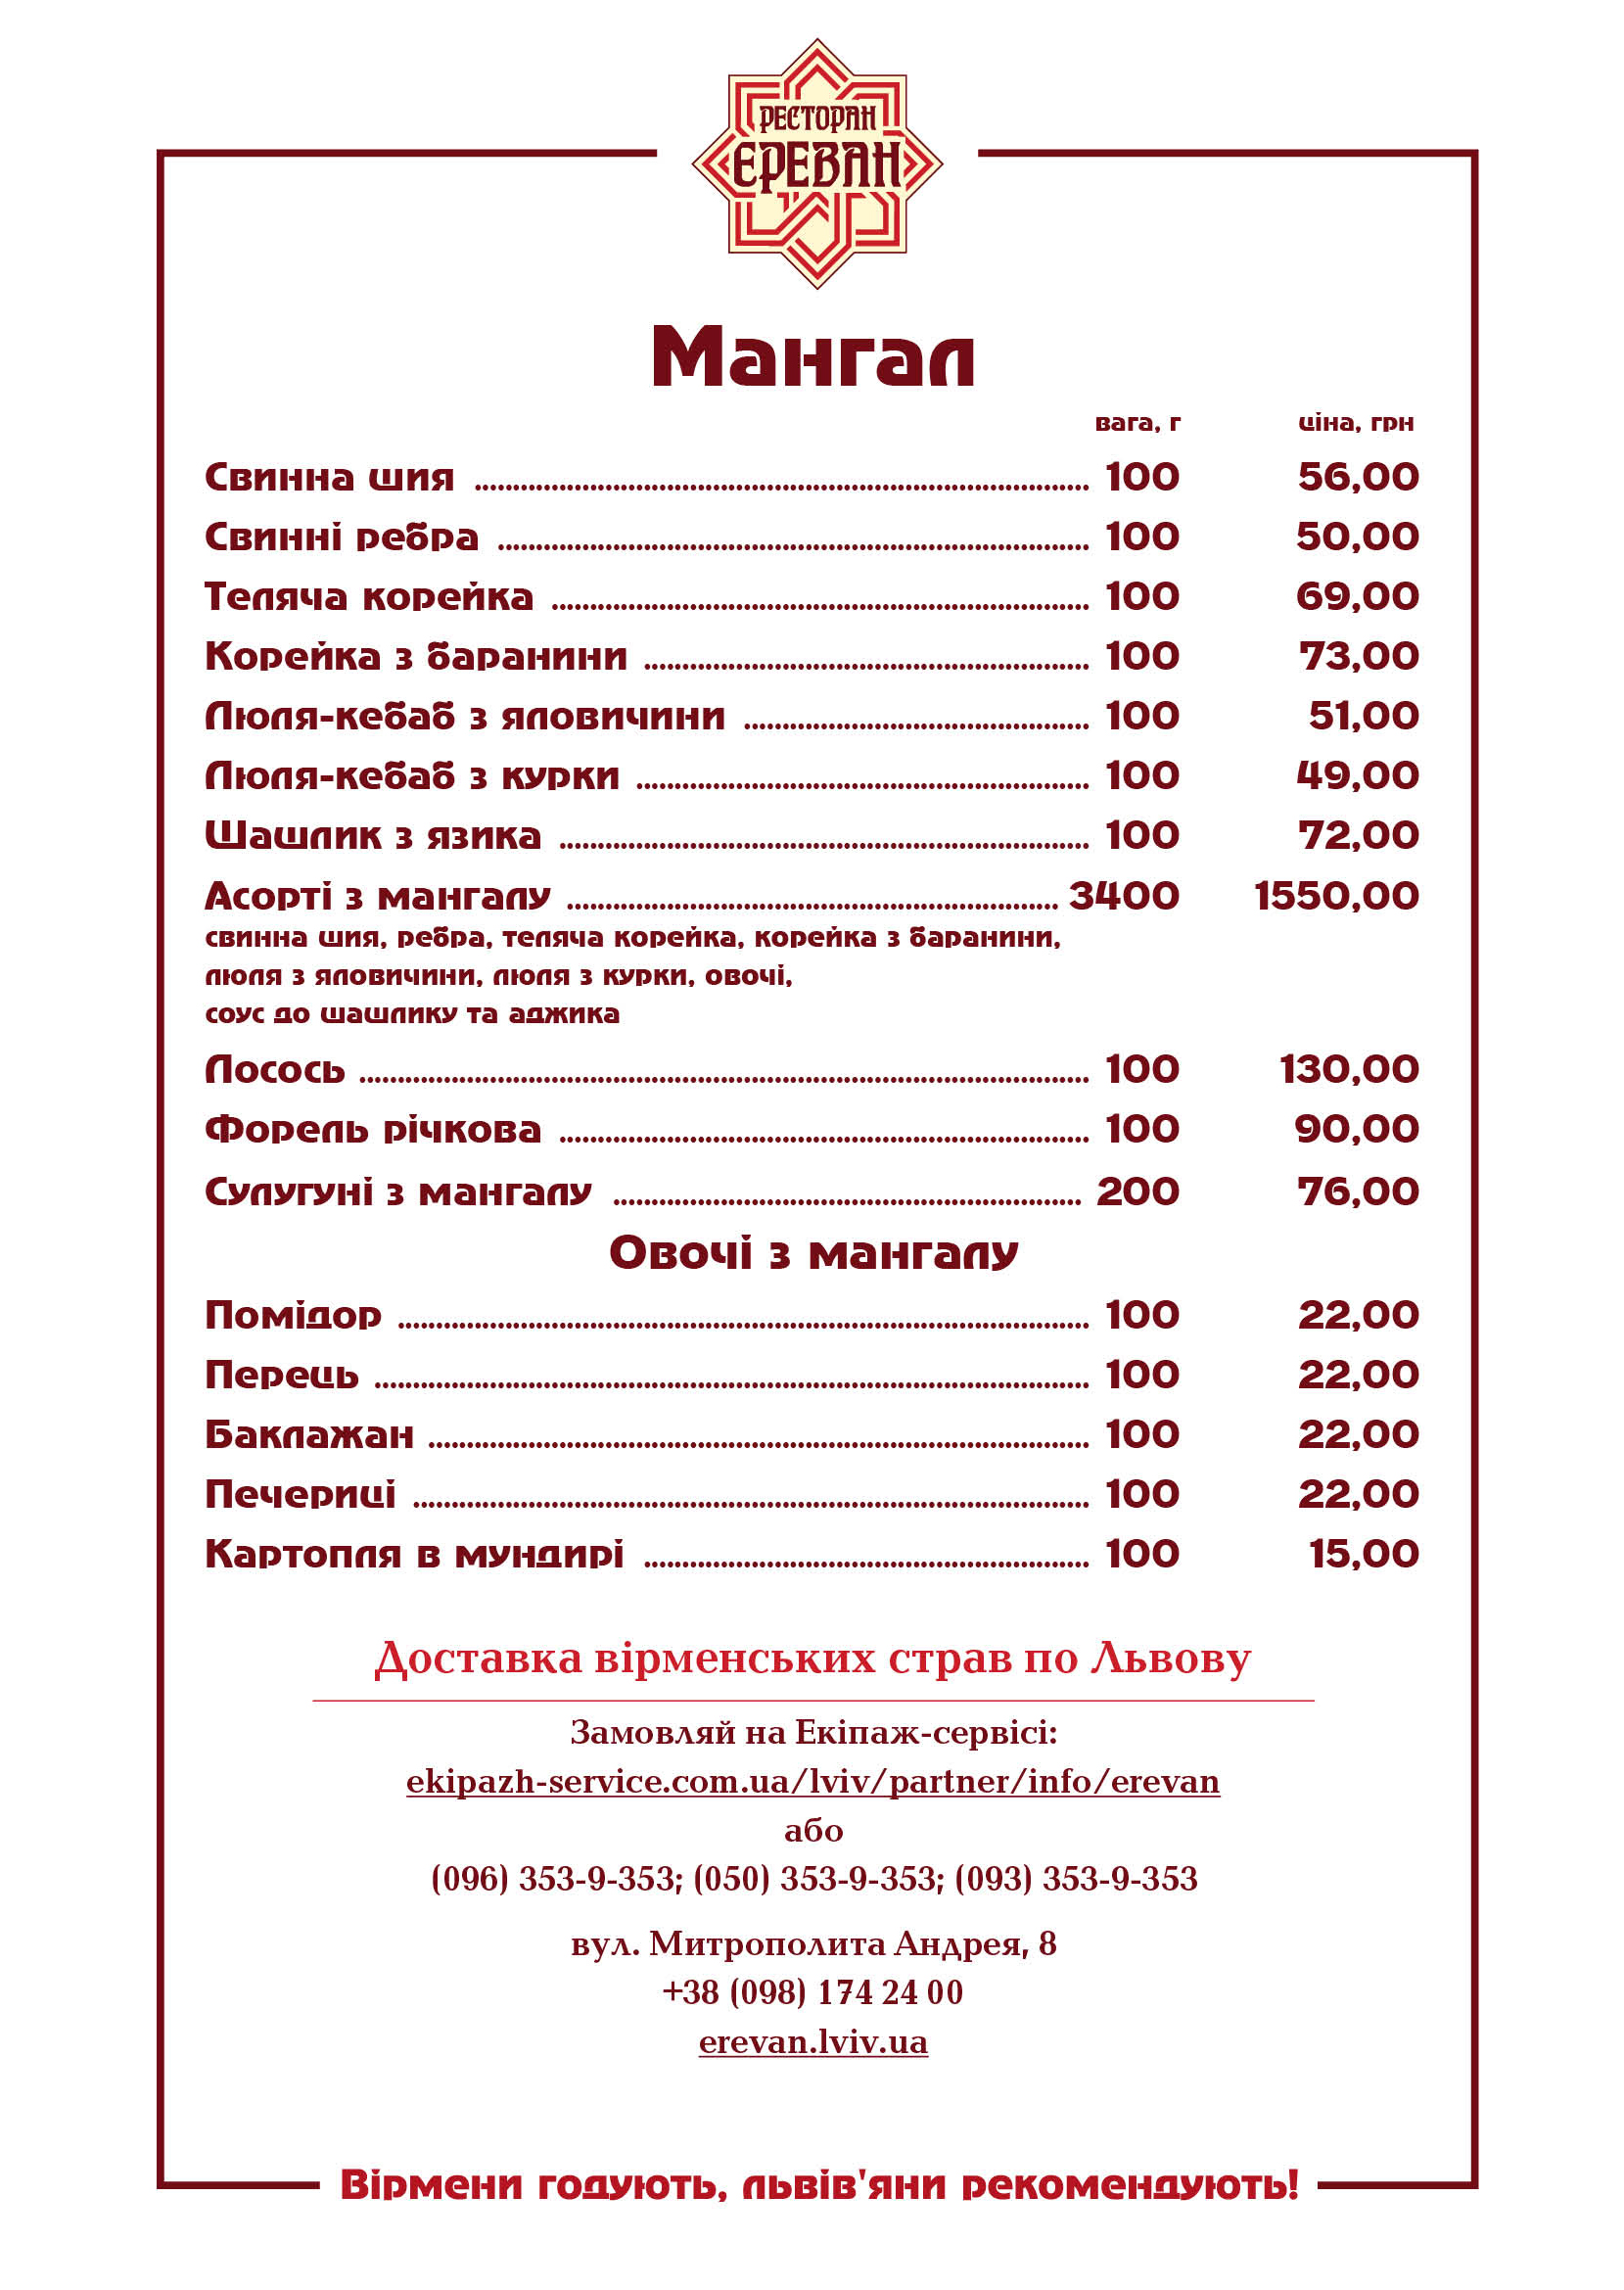 РЕСТОРАН
ЕРЕВАН
Мангал
вага, г ціна, грн
Свинна шия 100 56,00
Свинні ребра 100 50,00
Теляча корейка 100 69,00
Корейка з баранини 100 73,00
Люля-кебаб з яловичини 100 51,00
Люля-кебаб з курки 100 49,00
Шашлик з язика 100 72,00
Асорті з мангалу 3400 1550,00
свинна шия, ребра, теляча корейка, корейка з баранини,
люля з яловичини, люля з курки, овочі,
соус до шашлику та аджика
Лосось 100 130,00
Форель річкова 100 90,00
Сулугуні з мангалу 200 76,00
Овочі з мангалу
Помідор 100 22,00
Перець 100 22,00
Баклажан 100 22,00
Печериці 100 22,00
Картопля в мундирі 100 15,00
Доставка вірменських страв по Львову
Замовляй на Екіпаж-сервісі:
ekipazh-service.com.ua/lviv/partner/info/erevan
або
(096) 353-9-353; (050) 353-9-353; (093) 353-9-353
вул. Митрополита Андрея, 8
+38 (098) 174 24 00
erevan.lviv.ua
Вірмени годують, львів'яни рекомендують!